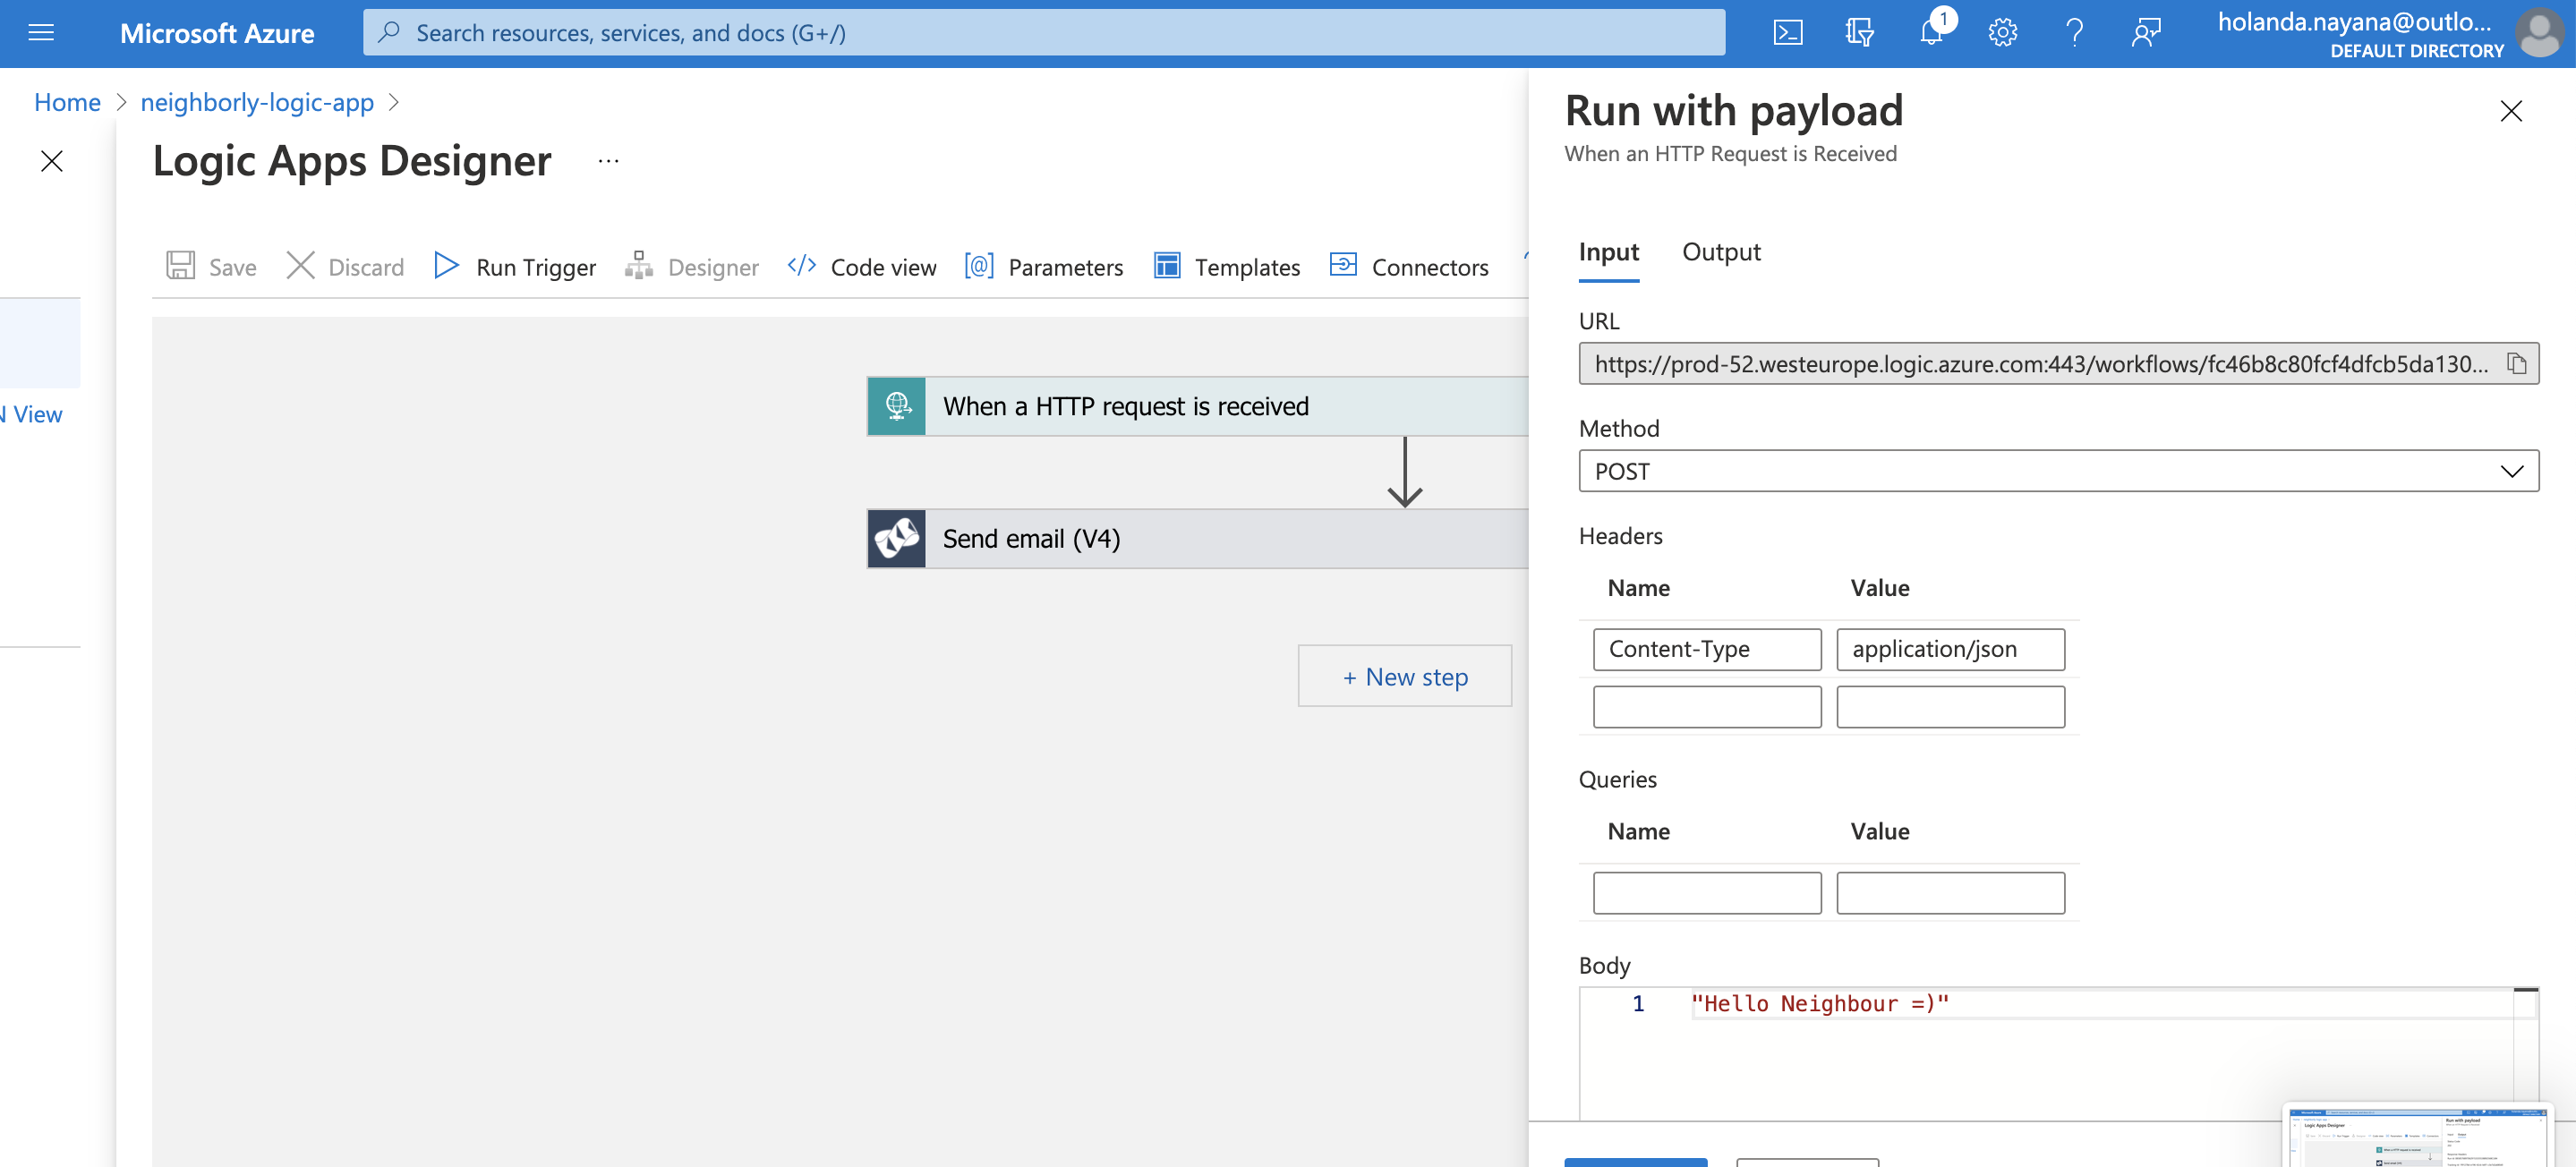 Microsoft Azure
Search resources, services, and docs (G+/)
1
holanda.nayana@outlo...
DEFAULT DIRECTORY
Home > neighborly-logic-app >
Logic Apps Designer ...
Save
Discard
Run Trigger
Designer
Code view
Parameters
Templates
Connectors
View
When a HTTP request is received
Send email (V4)
+ New step
Run with payload
When an HTTP Request is Received
Input
Output
URL
https://prod-52.westeurope.logic.azure.com:443/workflows/fc46b8c80fcf4dfcb5da130...
Method
POST
Headers
Name Value
Content-Type application/json
Queries
Name Value
Body
1 "Hello Neighbour =)"